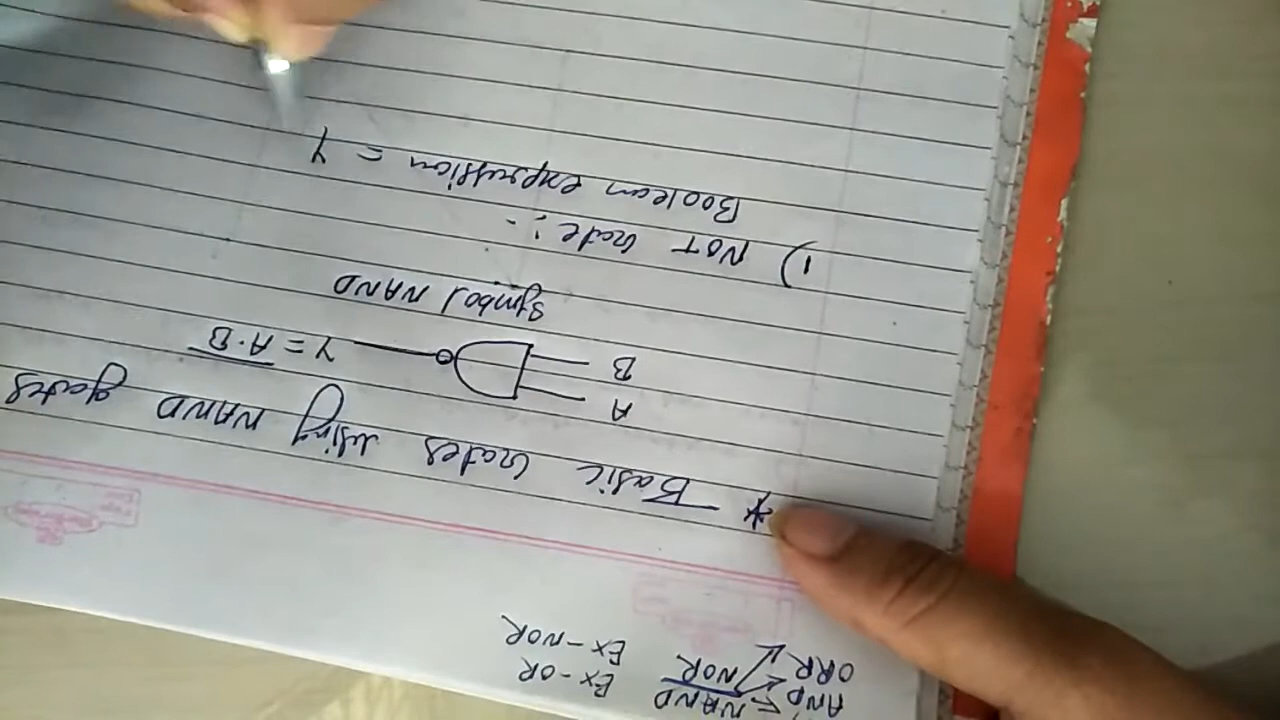 AND NAND Ex-OR
ORR NOR Ex-NOR
* Basic Gates using NAND gates
A
B Y = A.B
Symbol NAND
1) NOT Gate :-
Boolean expression = Y